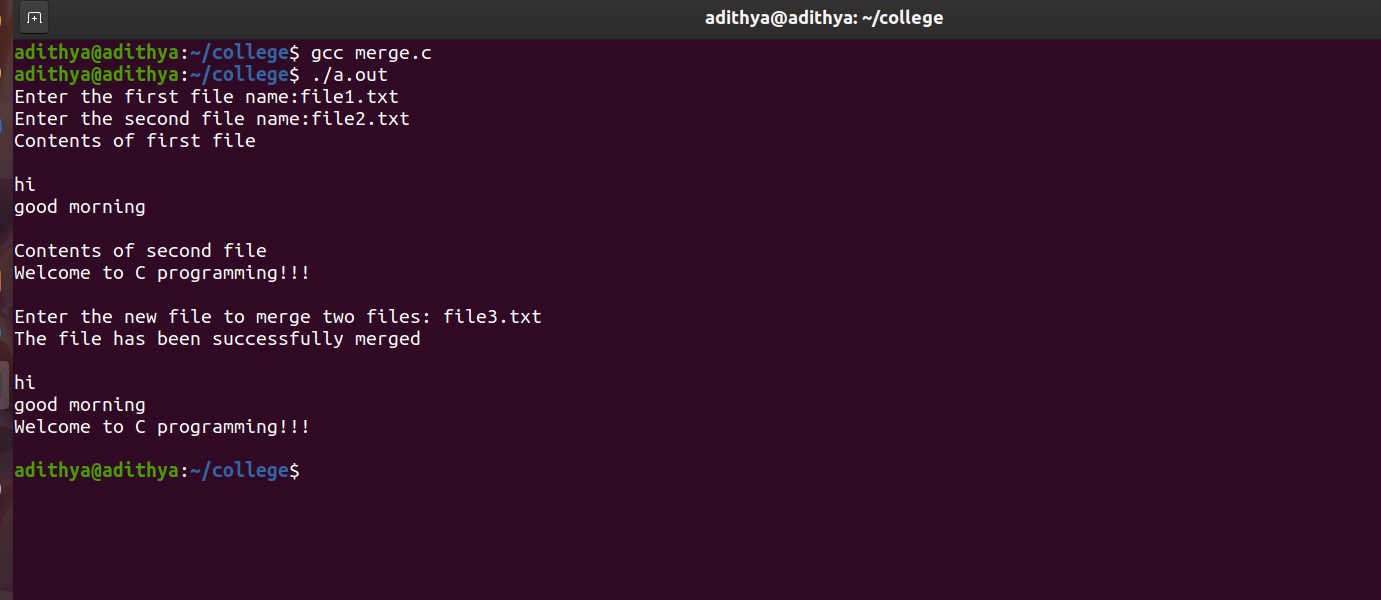 adithya@adithya: ~/college
adithya@adithya:~/college$ gcc merge.c
adithya@adithya:~/college$ ./a.out
Enter the first file name:file1.txt
Enter the second file name:file2.txt
Contents of first file
hi
good morning
Contents of second file
Welcome to C programming!!!
Enter the new file to merge two files: file3.txt
The file has been successfully merged
hi
good morning
Welcome to C programming!!!
adithya@adithya:~/college$